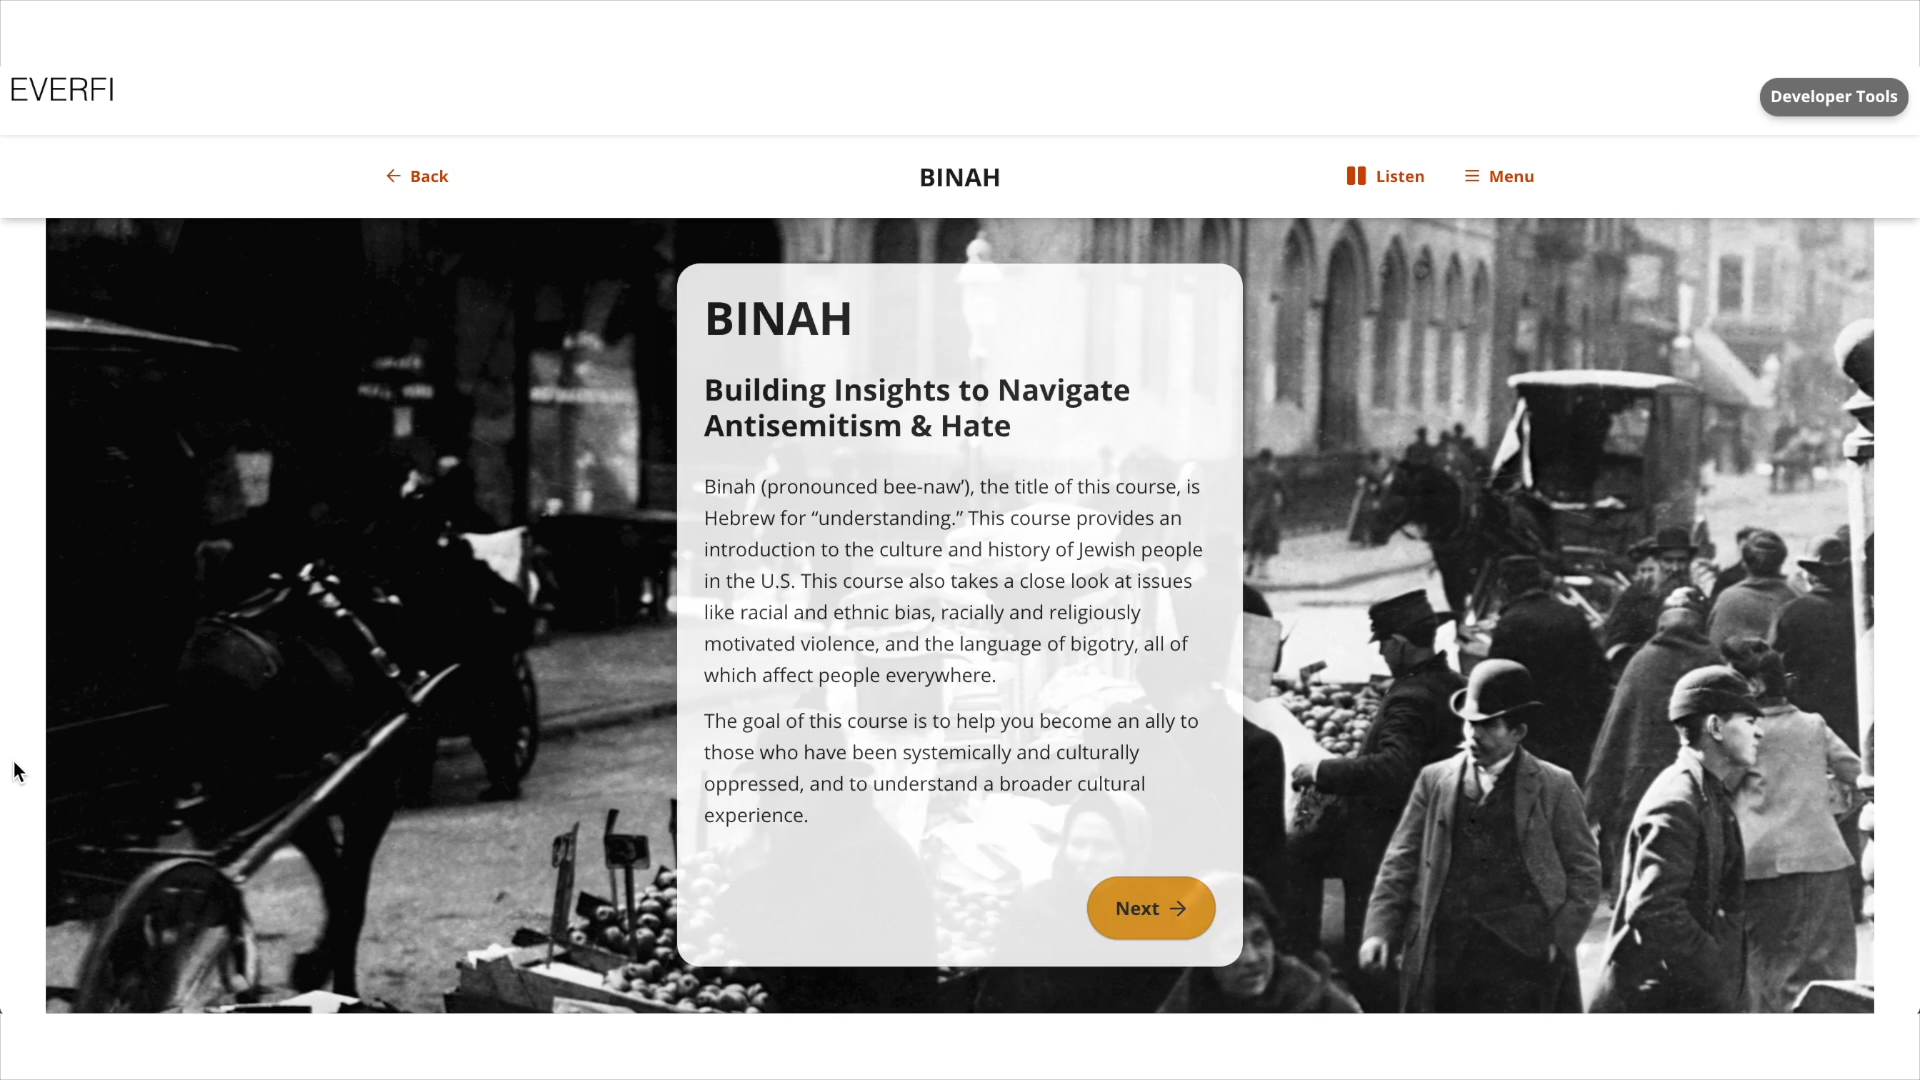 EVERFI
Developer Tools
Back
BINAH
Listen
Menu
BINAH
Building Insights to Navigate
Antisemitism & Hate
Binah (pronounced bee-naw’), the title of this course, is
Hebrew for “understanding.” This course provides an
introduction to the culture and history of Jewish people
in the U.S. This course also takes a close look at issues
like racial and ethnic bias, racially and religiously
motivated violence, and the language of bigotry, all of
which affect people everywhere.
The goal of this course is to help you become an ally to
those who have been systemically and culturally
oppressed, and to understand a broader cultural
experience.
Next